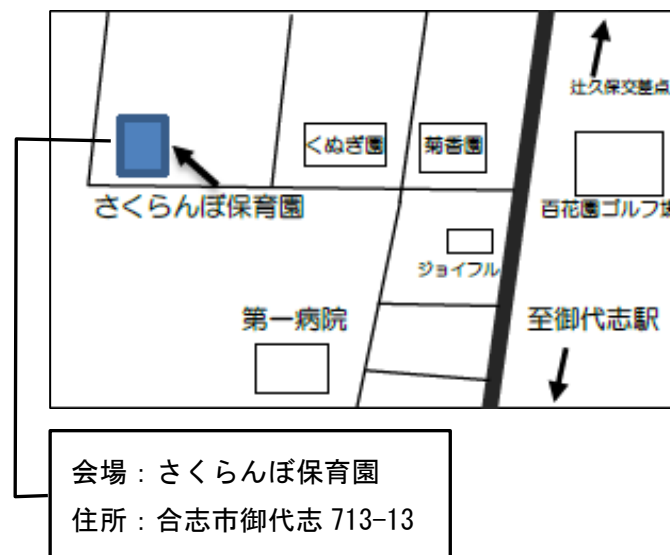 辻久保交差点
くぬぎ園
菊香園
さくらんぼ保育園
百花園ゴルフ場
ジョイフル
第一病院
至御代志駅
会場：さくらんぼ保育園
住所：合志市御代志 713-13